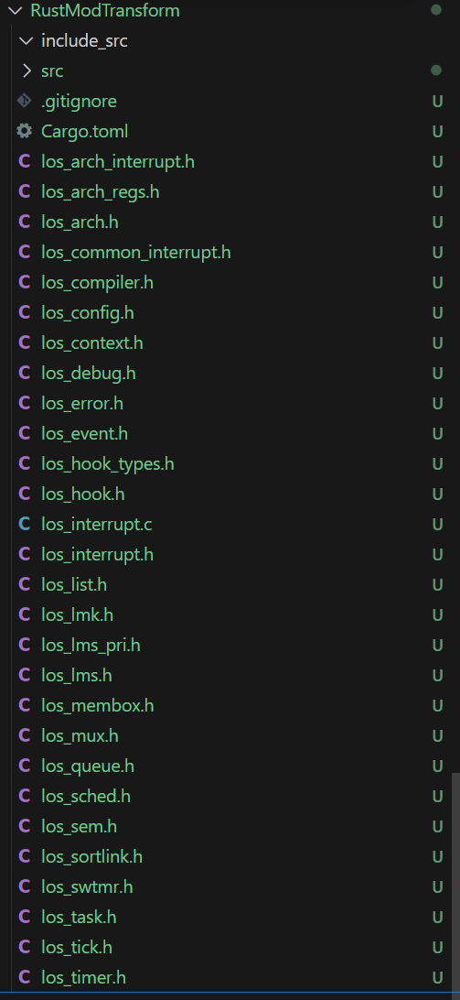 RustModTransform
include_src
src
.gitignore U
Cargo.toml U
C los_arch_interrupt.h U
C los_arch_regs.h U
C los_arch.h U
C los_common_interrupt.h U
C los_compiler.h U
C los_config.h U
C los_context.h U
C los_debug.h U
C los_error.h U
C los_event.h U
C los_hook_types.h U
C los_hook.h U
C los_interrupt.c U
C los_interrupt.h U
C los_list.h U
C los_lmk.h U
C los_lms_pri.h U
C los_lms.h U
C los_membox.h U
C los_mux.h U
C los_queue.h U
C los_sched.h U
C los_sem.h U
C los_sortlink.h U
C los_swtmr.h U
C los_task.h U
C los_tick.h U
C los_timer.h U